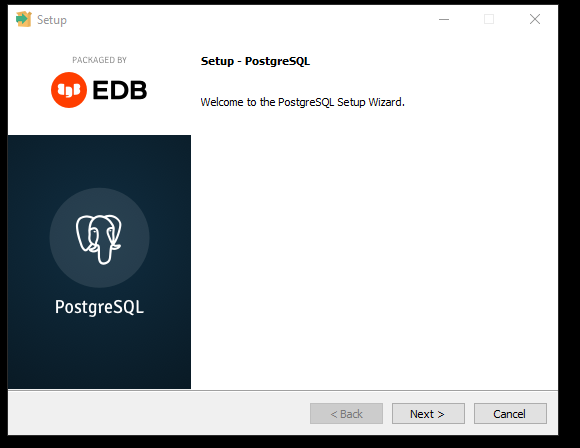 Setup
PACKAGED BY
EDB
Setup - PostgreSQL
Welcome to the PostgreSQL Setup Wizard.
PostgreSQL
< Back
Next >
Cancel